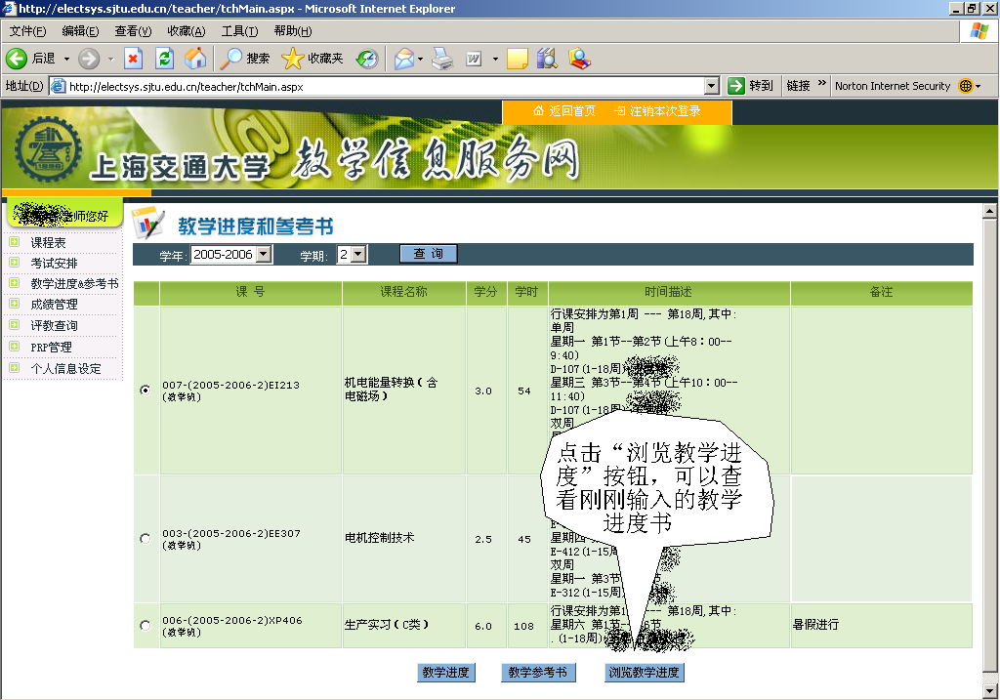 http://electsys.sjtu.edu.cn/teacher/tchMain.aspx - Microsoft Internet Explorer
文件(F) 编辑(E) 查看(V) 收藏(A) 工具(T) 帮助(H)
后退 搜索 收藏夹
地址(D) http://electsys.sjtu.edu.cn/teacher/tchMain.aspx 转到 链接 » Norton Internet Security
返回首页 注销本次登录
上海交通大学 教学信息服务网
老师您好
课程表
考试安排
教学进度&参考书
成绩管理
评教查询
PRP管理
个人信息设定
教学进度和参考书
学年: 2005-2006 学期: 2 查 询
课 号 课程名称 学分 学时 时间描述 备注
007-(2005-2006-2)EI213
(教学班)
机电能量转换(含
电磁场)
3.0 54
行课安排为第1周 --- 第18周,其中:
单周
星期一 第1节--第2节(上午8：00--
9:40)
D-107(1-18周)
星期三 第3节--第4节(上午10：00--
11:40)
D-107(1-18周)
双周
点击“浏览教学进
度”按钮，可以查
看刚刚输入的教学
进度书
003-(2005-2006-2)EE307
(教学班)
电机控制技术
2.5 45
星期四
E-412(1-15周
双周
星期一 第3节
E-312(1-15周
006-(2005-2006-2)XP406
(教学班)
生产实习(C类)
6.0 108
行课安排为第1 --- 第18周,其中:
星期六 第1节 6节
.(1-18周)
暑假进行
教学进度 教学参考书 浏览教学进度